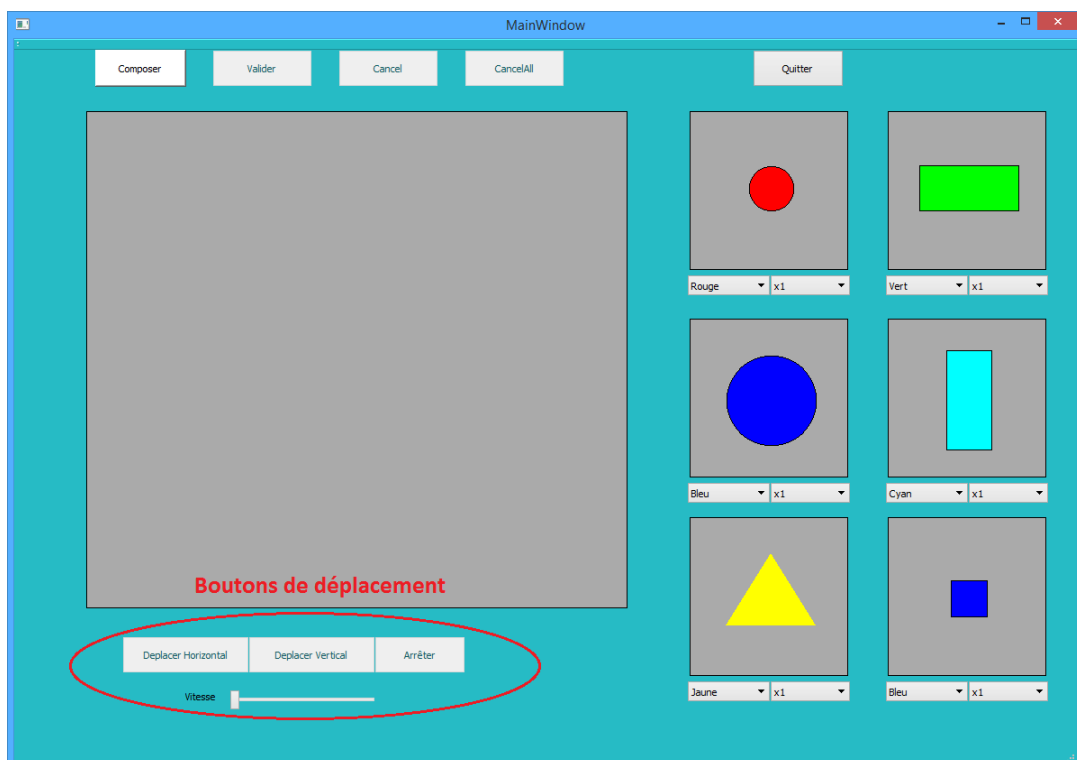 MainWindow
Composer Valider Cancel CancelAll Quitter
Rouge x1 Vert x1
Bleu x1 Cyan x1
Boutons de déplacement
Deplacer Horizontal Deplacer Vertical Arrêter
Vitesse
Jaune x1 Bleu x1